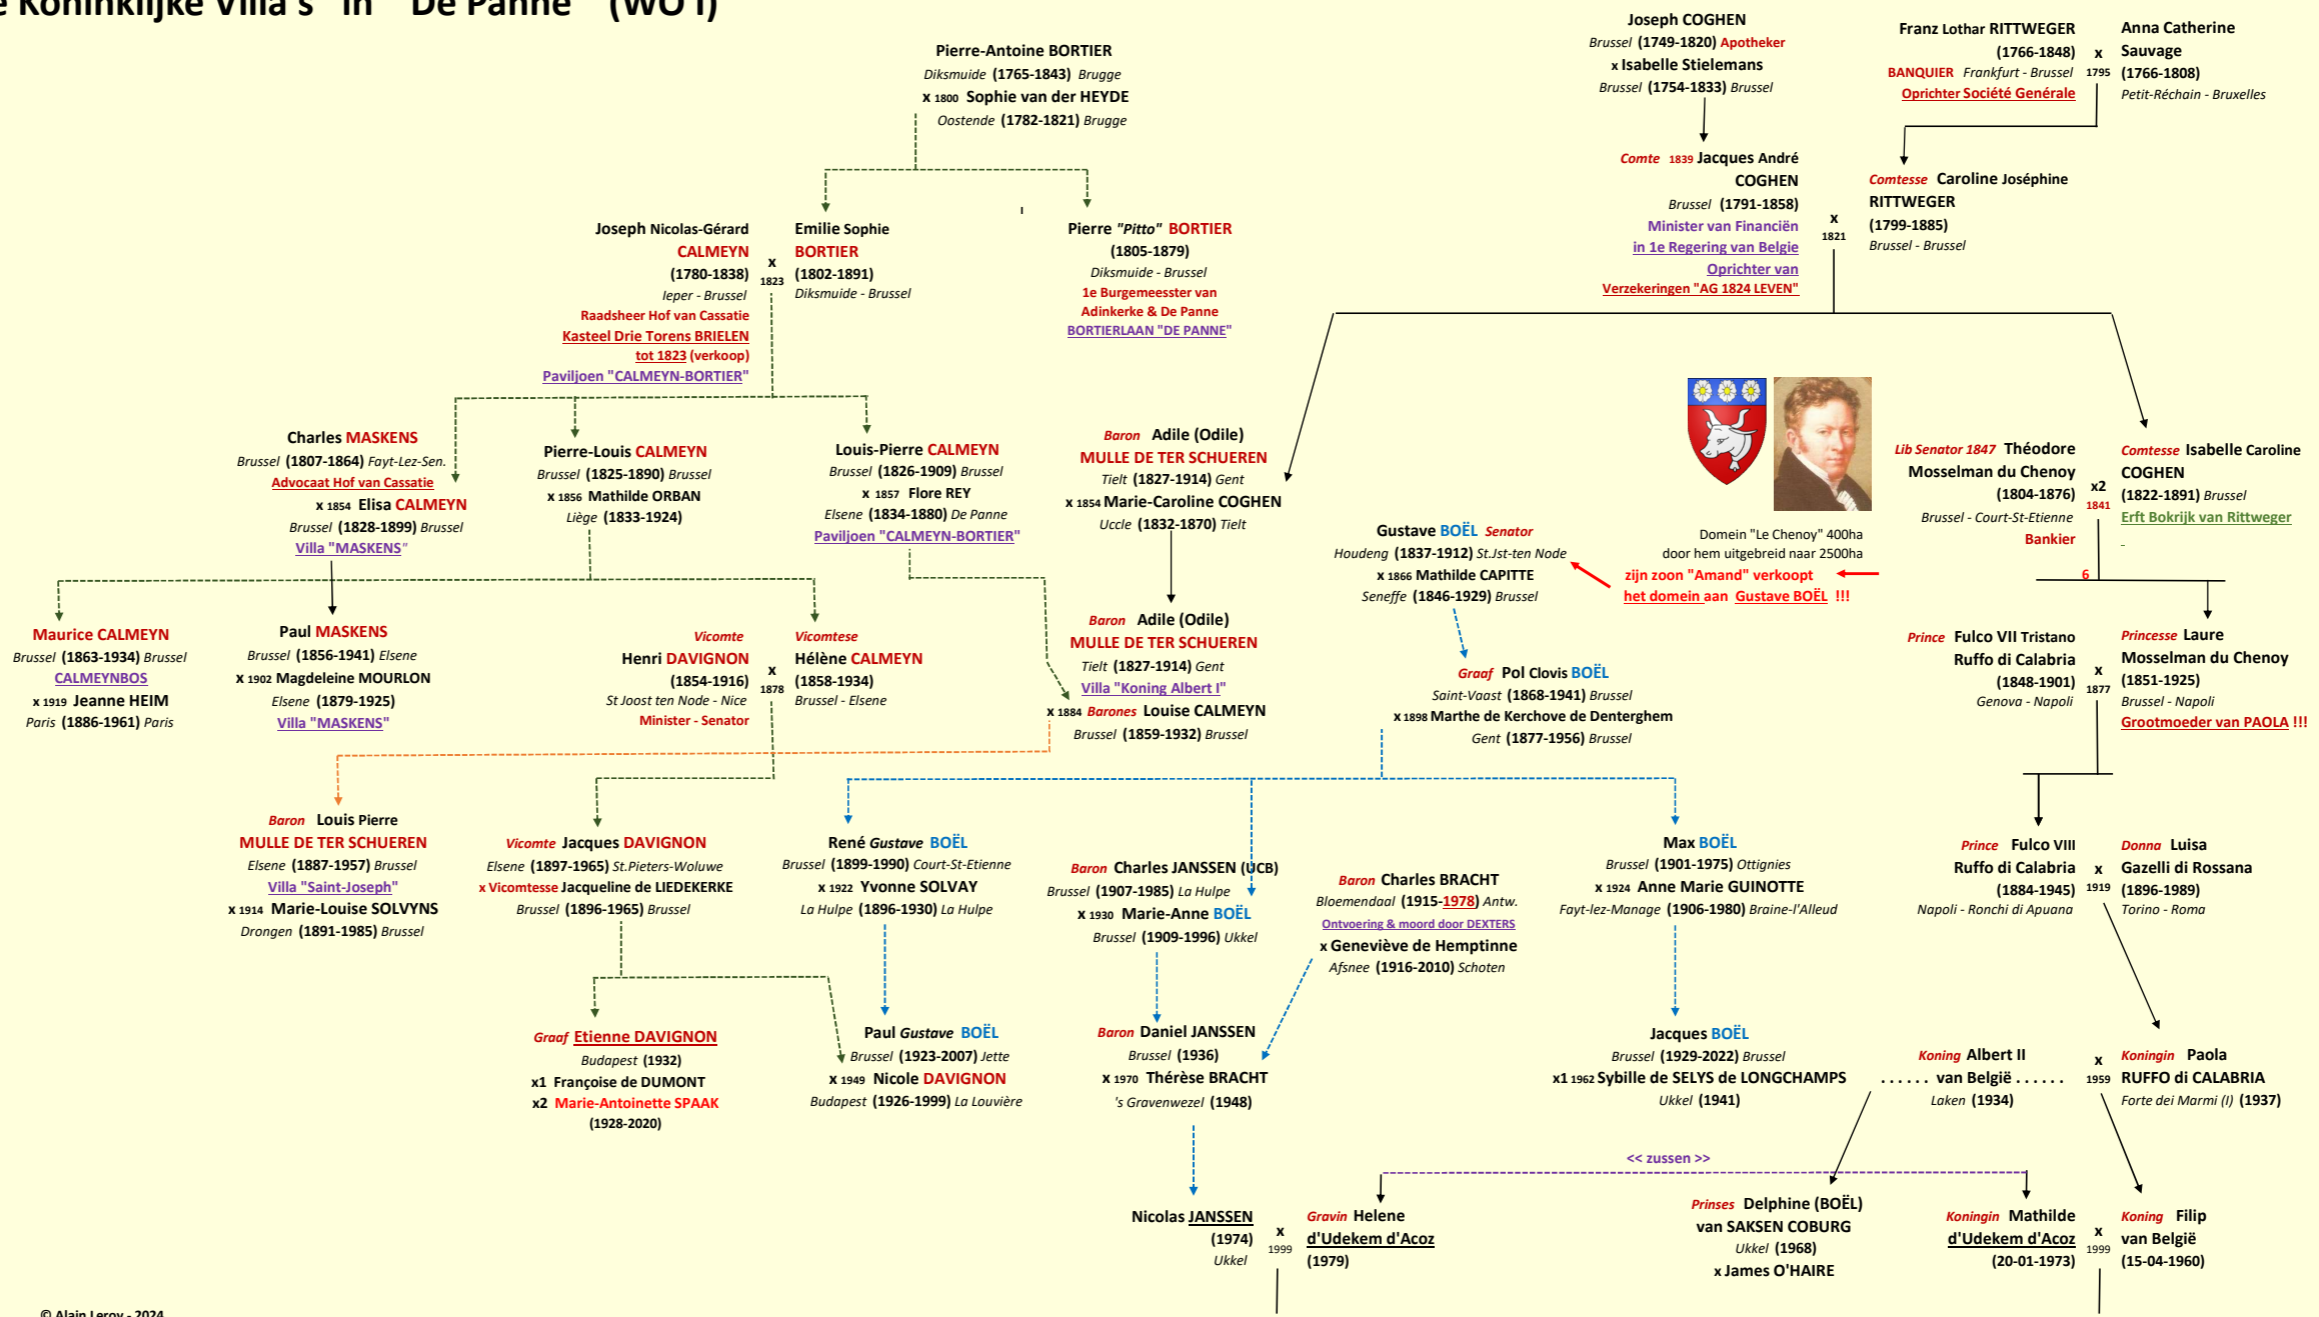 e Koninklijke Villa's" in "De Panne" (WO I)
Pierre-Antoine BORTIER
Diksmuide (1765-1843) Brugge
x 1800 Sophie van der HEYDE
Oostende (1782-1821) Brugge
Joseph COGHEN
Brussel (1749-1820) Apotheker
x Isabelle Stielemans
Brussel (1754-1833) Brussel
Franz Lothar RITTWEGER
(1766-1848)
BANQUIER Frankfurt - Brussel
Oprichter Société Genérale
x
1795
Anna Catherine
Sauvage
(1766-1808)
Petit-Réchain - Bruxelles
Joseph Nicolas-Gérard
CALMEYN
(1780-1838)
Ieper - Brussel
Raadsheer Hof van Cassatie
Kasteel Drie Torens BRIELEN
tot 1823 (verkoop)
Paviljoen "CALMEYN-BORTIER"
x
1823
Emilie Sophie
BORTIER
(1802-1891)
Diksmuide - Brussel
I
Pierre "Pitto" BORTIER
(1805-1879)
Diksmuide - Brussel
1e Burgemeesster van
Adinkerke & De Panne
BORTIERLAAN "DE PANNE"
Comte 1839 Jacques André
COGHEN
Brussel (1791-1858)
Minister van Financiën
in 1e Regering van Belgie
Oprichter van
Verzekeringen "AG 1824 LEVEN"
x
1821
Comtesse Caroline Joséphine
RITTWEGER
(1799-1885)
Brussel - Brussel
Charles MASKENS
Brussel (1807-1864) Fayt-Lez-Sen.
Advocaat Hof van Cassatie
x 1854 Elisa CALMEYN
Brussel (1828-1899) Brussel
Villa "MASKENS"
Pierre-Louis CALMEYN
Brussel (1825-1890) Brussel
x 1856 Mathilde ORBAN
Liège (1833-1924)
Louis-Pierre CALMEYN
Brussel (1826-1909) Brussel
x 1857 Flore REY
Elsene (1834-1880) De Panne
Paviljoen "CALMEYN-BORTIER"
Baron Adile (Odile)
MULLE DE TER SCHUEREN
Tielt (1827-1914) Gent
x 1854 Marie-Caroline COGHEN
Uccle (1832-1870) Tielt
Gustave BOËL Senator
Houdeng (1837-1912) St.Jst-ten Node
x 1866 Mathilde CAPITTE
Seneffe (1846-1929) Brussel
Domein "Le Chenoy" 400ha
door hem uitgebreid naar 2500ha
zijn zoon "Amand" verkoopt
het domein aan Gustave BOËL !!!
Lib Senator 1847 Théodore
Mosselman du Chenoy
(1804-1876)
Brussel - Court-St-Etienne
Bankier
x2
1841
Comtesse Isabelle Caroline
COGHEN
(1822-1891) Brussel
Erft Bokrijk van Rittweger
6
Maurice CALMEYN
Brussel (1863-1934) Brussel
CALMEYNBOS
x 1919 Jeanne HEIM
Paris (1886-1961) Paris
Paul MASKENS
Brussel (1856-1941) Elsene
x 1902 Magdeleine MOURLON
Elsene (1879-1925)
Villa "MASKENS"
Vicomte
Henri DAVIGNON
(1854-1916)
St Joost ten Node - Nice
Minister - Senator
x
1878
Vicomtese
Hélène CALMEYN
(1858-1934)
Brussel - Elsene
Baron Adile (Odile)
MULLE DE TER SCHUEREN
Tielt (1827-1914) Gent
Villa "Koning Albert I"
x 1884 Barones Louise CALMEYN
Brussel (1859-1932) Brussel
Graaf Pol Clovis BOËL
Saint-Vaast (1868-1941) Brussel
x 1898 Marthe de Kerchove de Denterghem
Gent (1877-1956) Brussel
Prince Fulco VII Tristano
Ruffo di Calabria
(1848-1901)
Genova - Napoli
x
1877
Princesse Laure
Mosselman du Chenoy
(1851-1925)
Brussel - Napoli
Grootmoeder van PAOLA !!!
Baron Louis Pierre
MULLE DE TER SCHUEREN
Elsene (1887-1957) Brussel
Villa "Saint-Joseph"
x 1914 Marie-Louise SOLVYNS
Drongen (1891-1985) Brussel
Vicomte Jacques DAVIGNON
Elsene (1897-1965) St.Pieters-Woluwe
x Vicomtesse Jacqueline de LIEDEKERKE
Brussel (1896-1965) Brussel
René Gustave BOËL
Brussel (1899-1990) Court-St-Etienne
x 1922 Yvonne SOLVAY
La Hulpe (1896-1930) La Hulpe
Baron Charles JANSSEN (UCB)
Brussel (1907-1985) La Hulpe
x 1930 Marie-Anne BOËL
Brussel (1909-1996) Ukkel
Baron Charles BRACHT
Bloemendaal (1915-1978) Antw.
Ontvoering & moord door DEXTERS
x Geneviève de Hemptinne
Afsnee (1916-2010) Schoten
Max BOËL
Brussel (1901-1975) Ottignies
x 1924 Anne Marie GUINOTTE
Fayt-lez-Manage (1906-1980) Braine-l'Alleud
Prince Fulco VIII
Ruffo di Calabria
(1884-1945)
Napoli - Ronchi di Apuana
x
1919
Donna Luisa
Gazelli di Rossana
(1896-1989)
Torino - Roma
Graaf Etienne DAVIGNON
Budapest (1932)
x1 Françoise de DUMONT
x2 Marie-Antoinette SPAAK
(1928-2020)
Paul Gustave BOËL
Brussel (1923-2007) Jette
x 1949 Nicole DAVIGNON
Budapest (1926-1999) La Louvière
Baron Daniel JANSSEN
Brussel (1936)
x 1970 Thérèse BRACHT
's Gravenwezel (1948)
Jacques BOËL
Brussel (1929-2022) Brussel
x1 1962 Sybille de SELYS de LONGCHAMPS
Ukkel (1941)
Koning Albert II
. . . . . . van België . . . . . .
Laken (1934)
x
1959
Koningin Paola
RUFFO di CALABRIA
Forte dei Marmi (I) (1937)
<< zussen >>
Nicolas JANSSEN
(1974)
Ukkel
x
1999
Gravin Helene
d'Udekem d'Acoz
(1979)
Prinses Delphine (BOËL)
van SAKSEN COBURG
Ukkel (1968)
x James O'HAIRE
Koningin Mathilde
d'Udekem d'Acoz
(20-01-1973)
x
1999
Koning Filip
van België
(15-04-1960)
© Alain Leroy - 2024